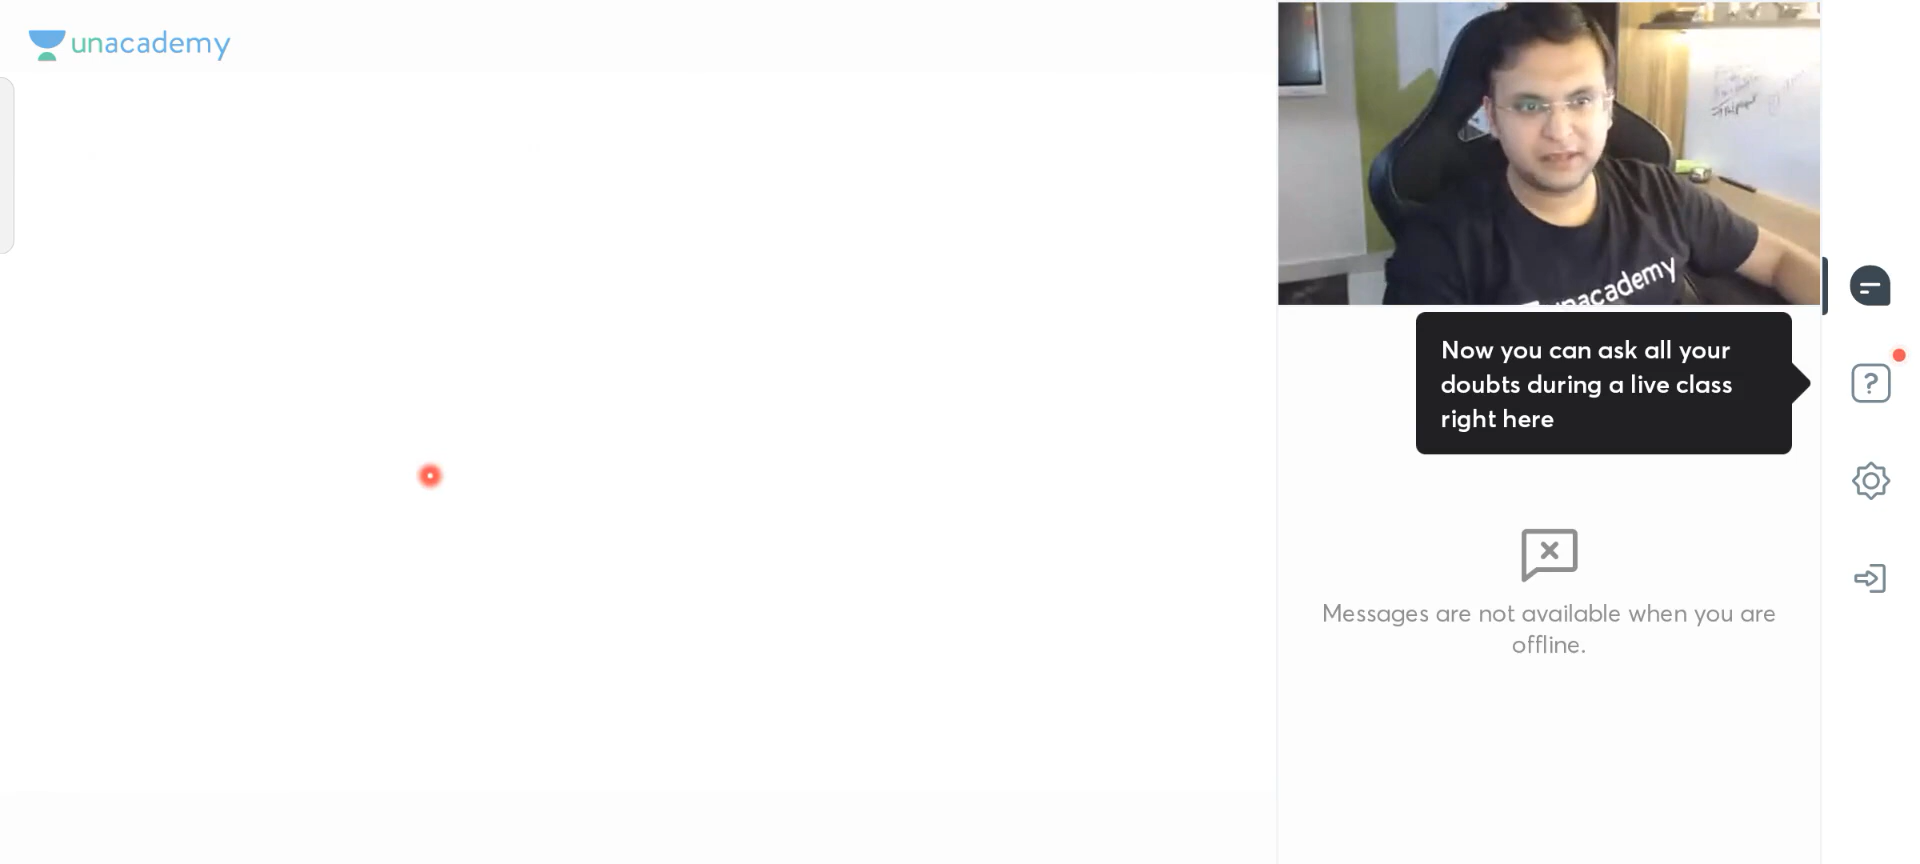 unacademy
unacademy
Now you can ask all your
doubts during a live class
right here
Messages are not available when you are
offline.